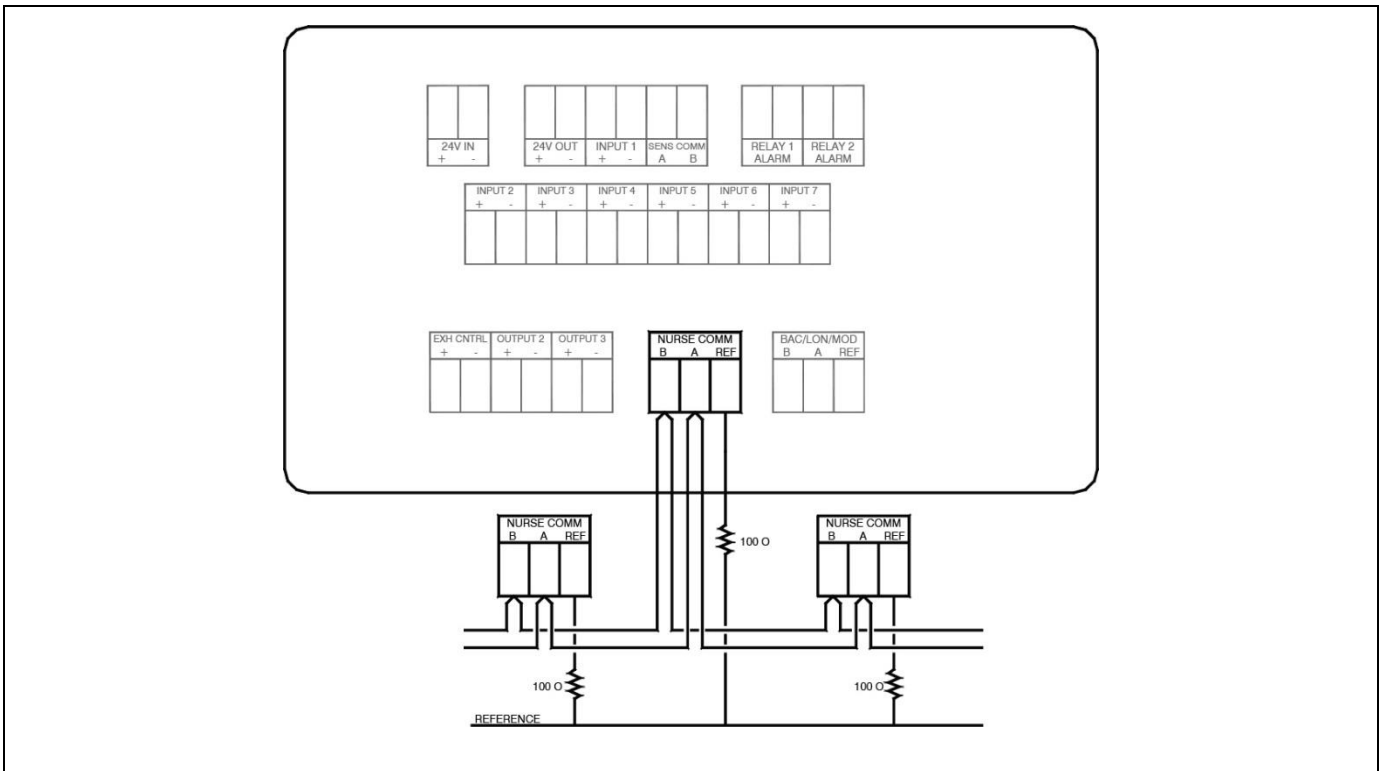 24V IN
+ -
24V OUT INPUT 1 SENS COMM
+ - + - A B
RELAY 1 RELAY 2
ALARM ALARM
INPUT 2 INPUT 3 INPUT 4 INPUT 5 INPUT 6 INPUT 7
+ - + - + - + - + - + -
EXH CNTRL OUTPUT 2 OUTPUT 3
+ - + - + -
NURSE COMM
B A REF
BAC/LON/MOD
B A REF
NURSE COMM
B A REF
100 O
NURSE COMM
B A REF
100 O
100 O
REFERENCE